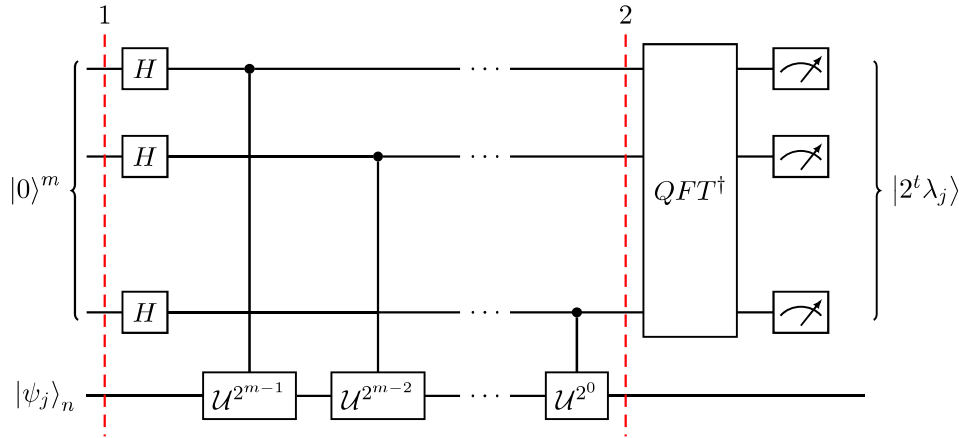 1 2
H
H
|0⟩^m
QFT†
|2^t λ_j⟩
H
|ψ_j⟩_n
𝒰^{2^{m−1}} 𝒰^{2^{m−2}} 𝒰^{2^0}